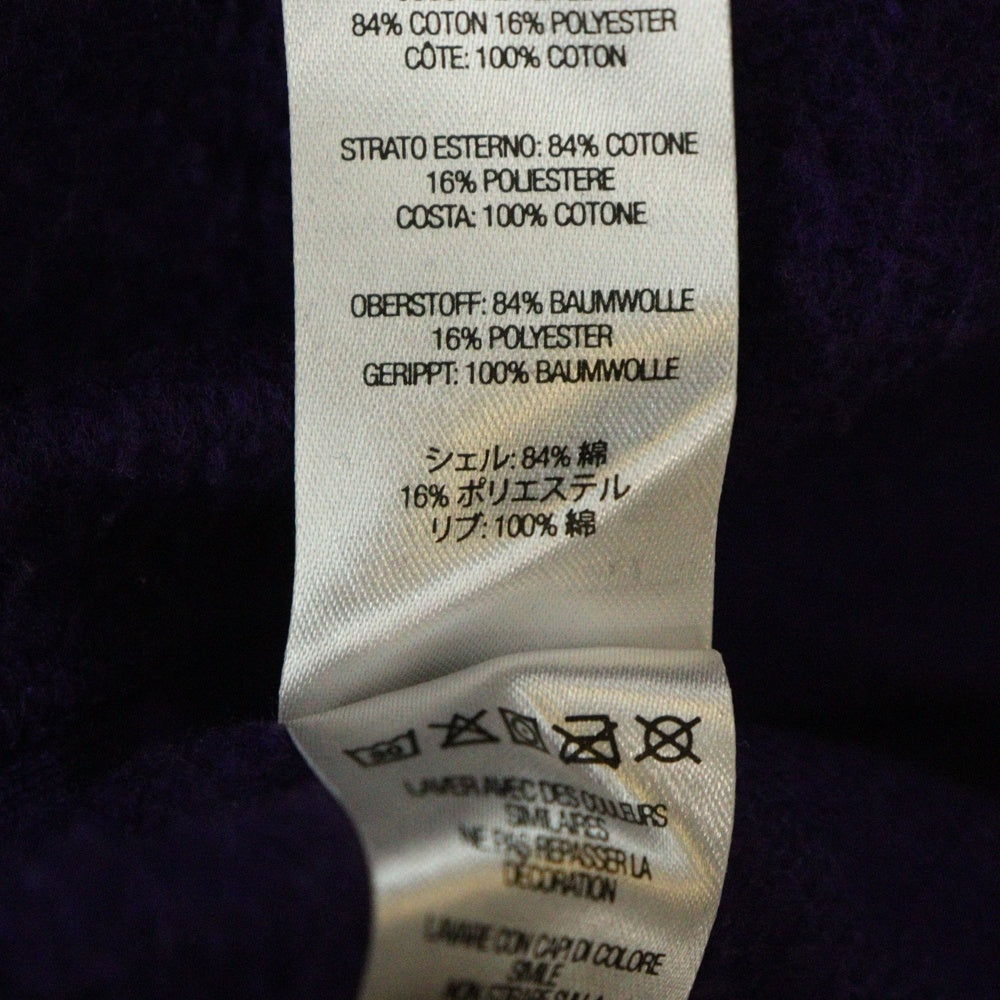 84% COTON 16% POLYESTER
CÔTE: 100% COTON
STRATO ESTERNO: 84% COTONE
16% POLIESTERE
COSTA: 100% COTONE
OBERSTOFF: 84% BAUMWOLLE
16% POLYESTER
GERIPPT: 100% BAUMWOLLE
シェル: 84% 綿
16% ポリエステル
リブ: 100% 綿
LAVER AVEC DES COULEURS
SIMILAIRES
NE PAS REPASSER LA
DECORATION
LAVARE CON CAPI DI COLORE
SIMILE